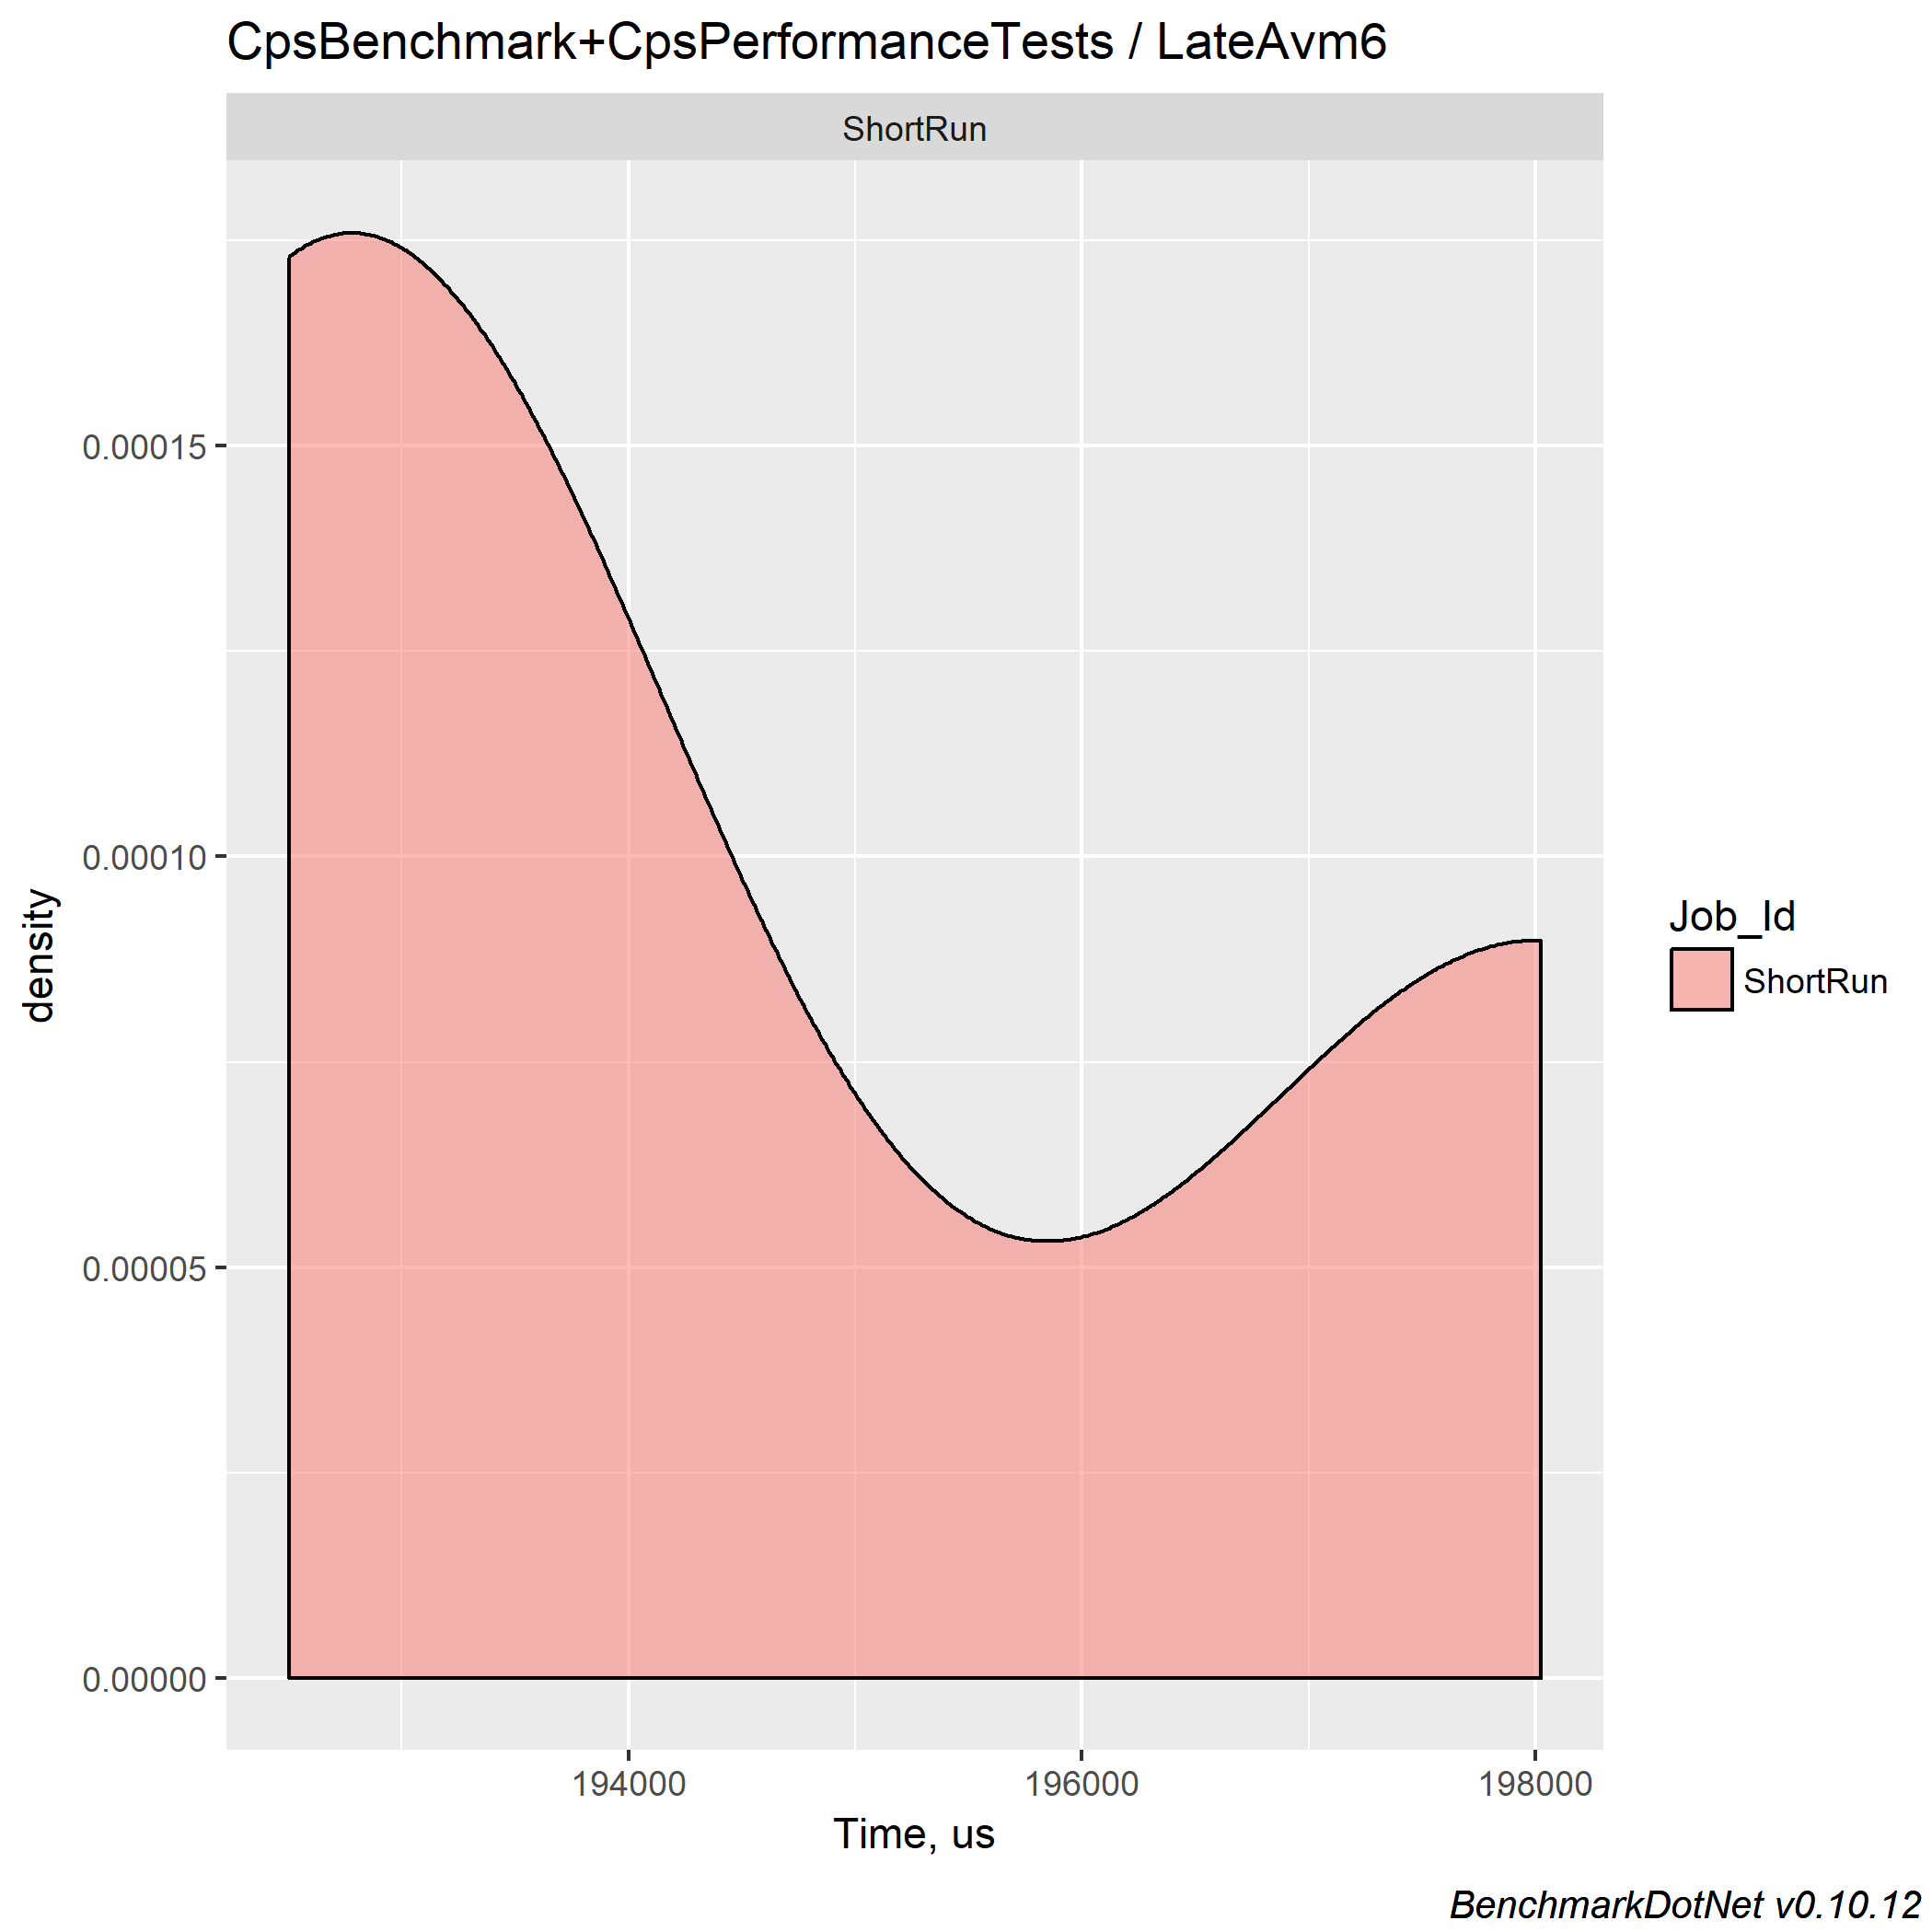 CpsBenchmark+CpsPerformanceTests / LateAvm6
ShortRun
0.00015
0.00010
0.00005
0.00000
density
194000 196000 198000
Time, us
Job_Id
ShortRun
BenchmarkDotNet v0.10.12